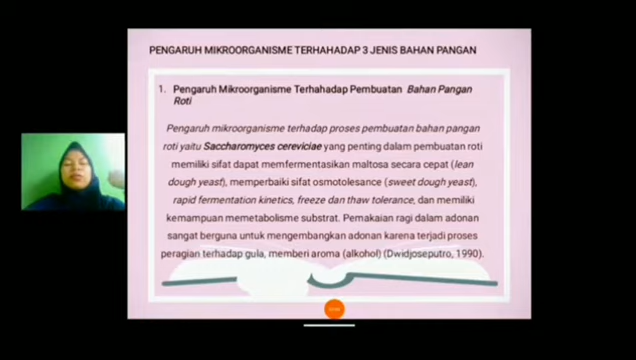 PENGARUH MIKROORGANISME TERHAHADAP 3 JENIS BAHAN PANGAN
1. Pengaruh Mikroorganisme Terhahadap Pembuatan Bahan Pangan
Roti
Pengaruh mikroorganisme terhadap proses pembuatan bahan pangan
roti yaitu Saccharomyces cereviciae yang penting dalam pembuatan roti
memiliki sifat dapat memfermentasikan maltosa secara cepat (lean
dough yeast), memperbaiki sifat osmotolesance (sweet dough yeast),
rapid fermentation kinetics, freeze dan thaw tolerance, dan memiliki
kemampuan memetabolisme substrat. Pemakaian ragi dalam adonan
sangat berguna untuk mengembangkan adonan karena terjadi proses
peragian terhadap gula, memberi aroma (alkohol) (Dwidjoseputro, 1990).